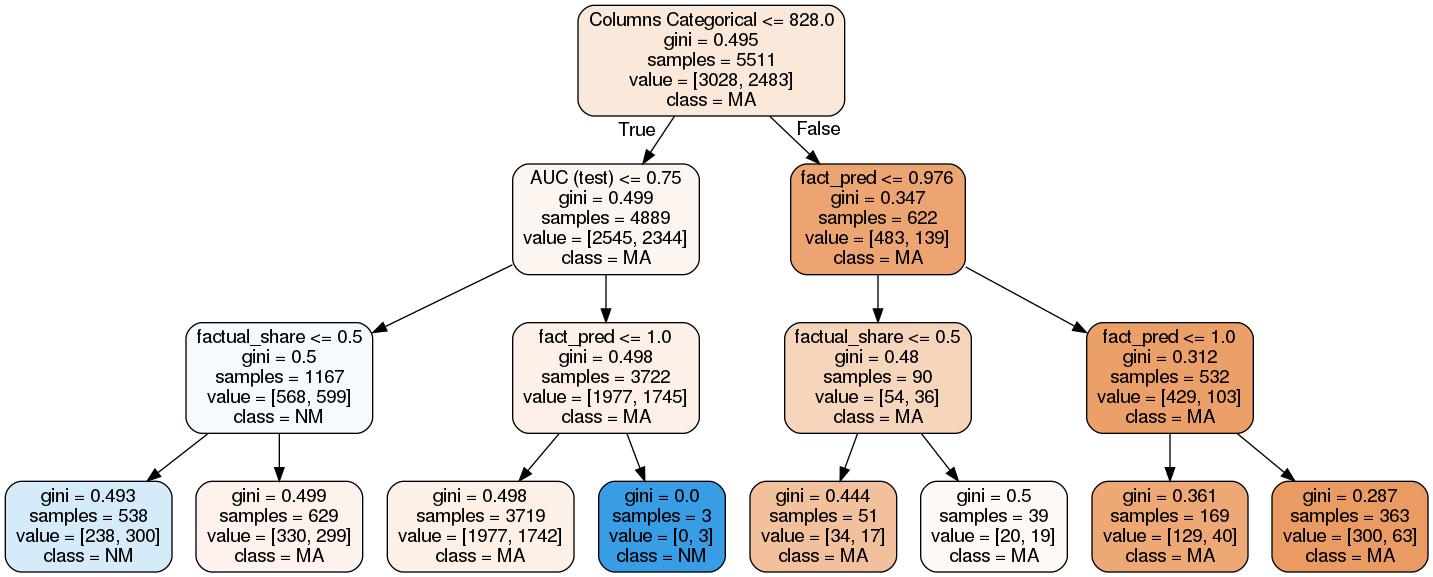 Columns Categorical <= 828.0
gini = 0.495
samples = 5511
value = [3028, 2483]
class = MA
True
False
AUC (test) <= 0.75
gini = 0.499
samples = 4889
value = [2545, 2344]
class = MA
fact_pred <= 0.976
gini = 0.347
samples = 622
value = [483, 139]
class = MA
factual_share <= 0.5
gini = 0.5
samples = 1167
value = [568, 599]
class = NM
fact_pred <= 1.0
gini = 0.498
samples = 3722
value = [1977, 1745]
class = MA
factual_share <= 0.5
gini = 0.48
samples = 90
value = [54, 36]
class = MA
fact_pred <= 1.0
gini = 0.312
samples = 532
value = [429, 103]
class = MA
gini = 0.493
samples = 538
value = [238, 300]
class = NM
gini = 0.499
samples = 629
value = [330, 299]
class = MA
gini = 0.498
samples = 3719
value = [1977, 1742]
class = MA
gini = 0.0
samples = 3
value = [0, 3]
class = NM
gini = 0.444
samples = 51
value = [34, 17]
class = MA
gini = 0.5
samples = 39
value = [20, 19]
class = MA
gini = 0.361
samples = 169
value = [129, 40]
class = MA
gini = 0.287
samples = 363
value = [300, 63]
class = MA